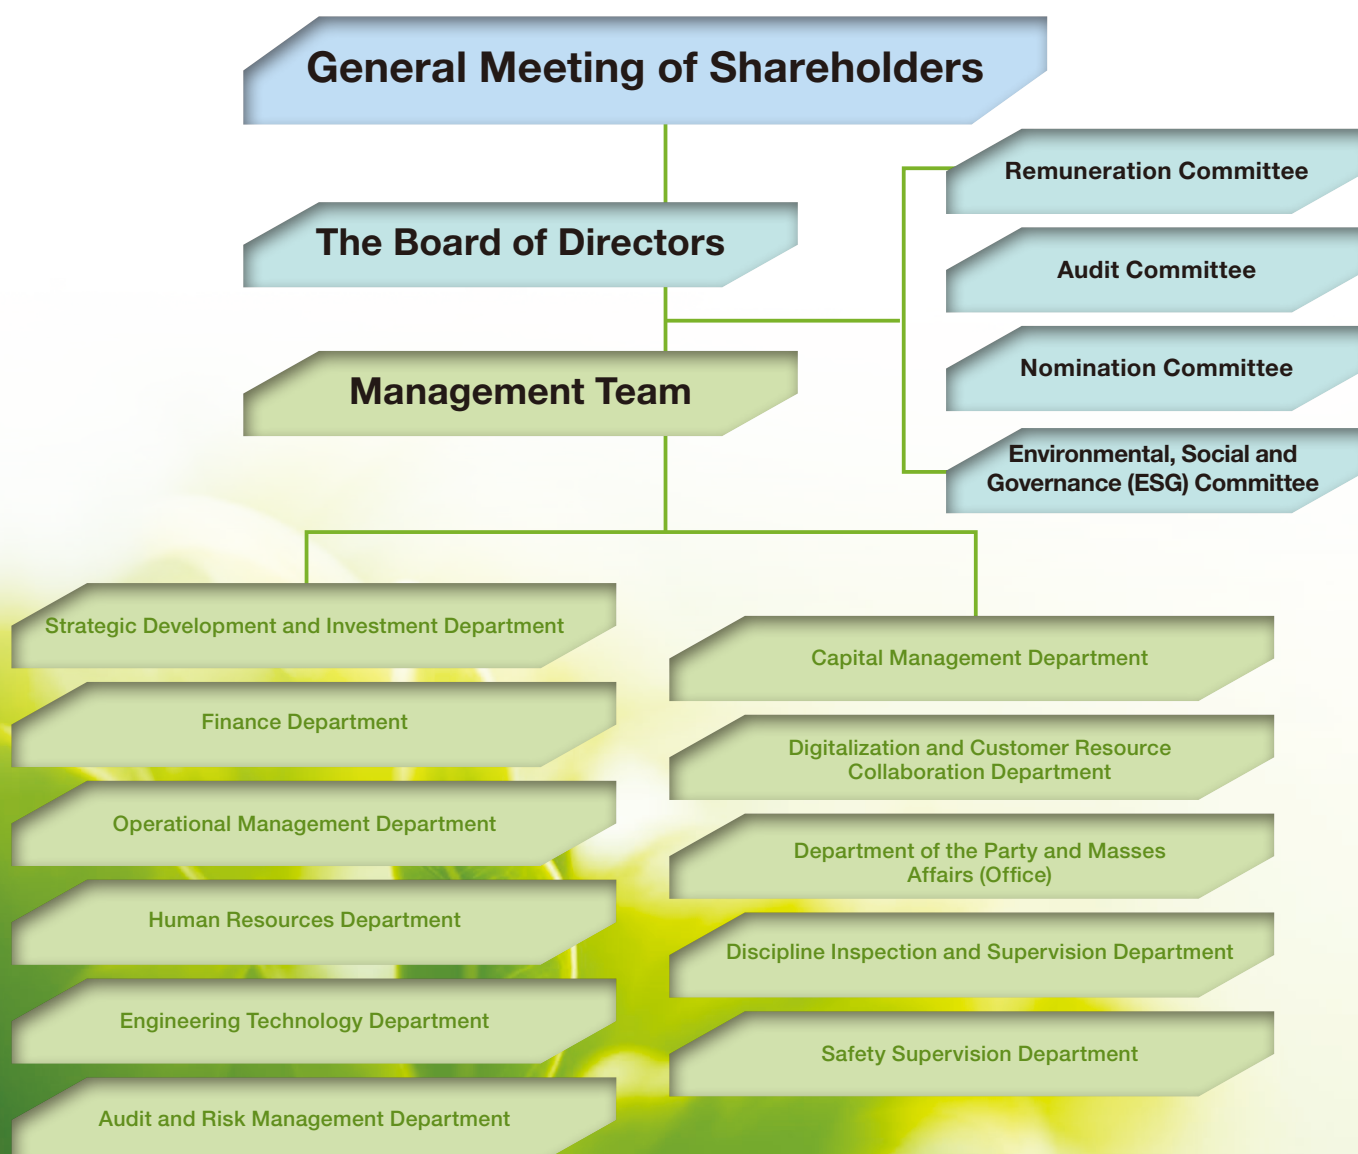 General Meeting of Shareholders
The Board of Directors
Management Team
Remuneration Committee
Audit Committee
Nomination Committee
Environmental, Social and
Governance (ESG) Committee
Strategic Development and Investment Department
Finance Department
Operational Management Department
Human Resources Department
Engineering Technology Department
Audit and Risk Management Department
Capital Management Department
Digitalization and Customer Resource
Collaboration Department
Department of the Party and Masses
Affairs (Office)
Discipline Inspection and Supervision Department
Safety Supervision Department